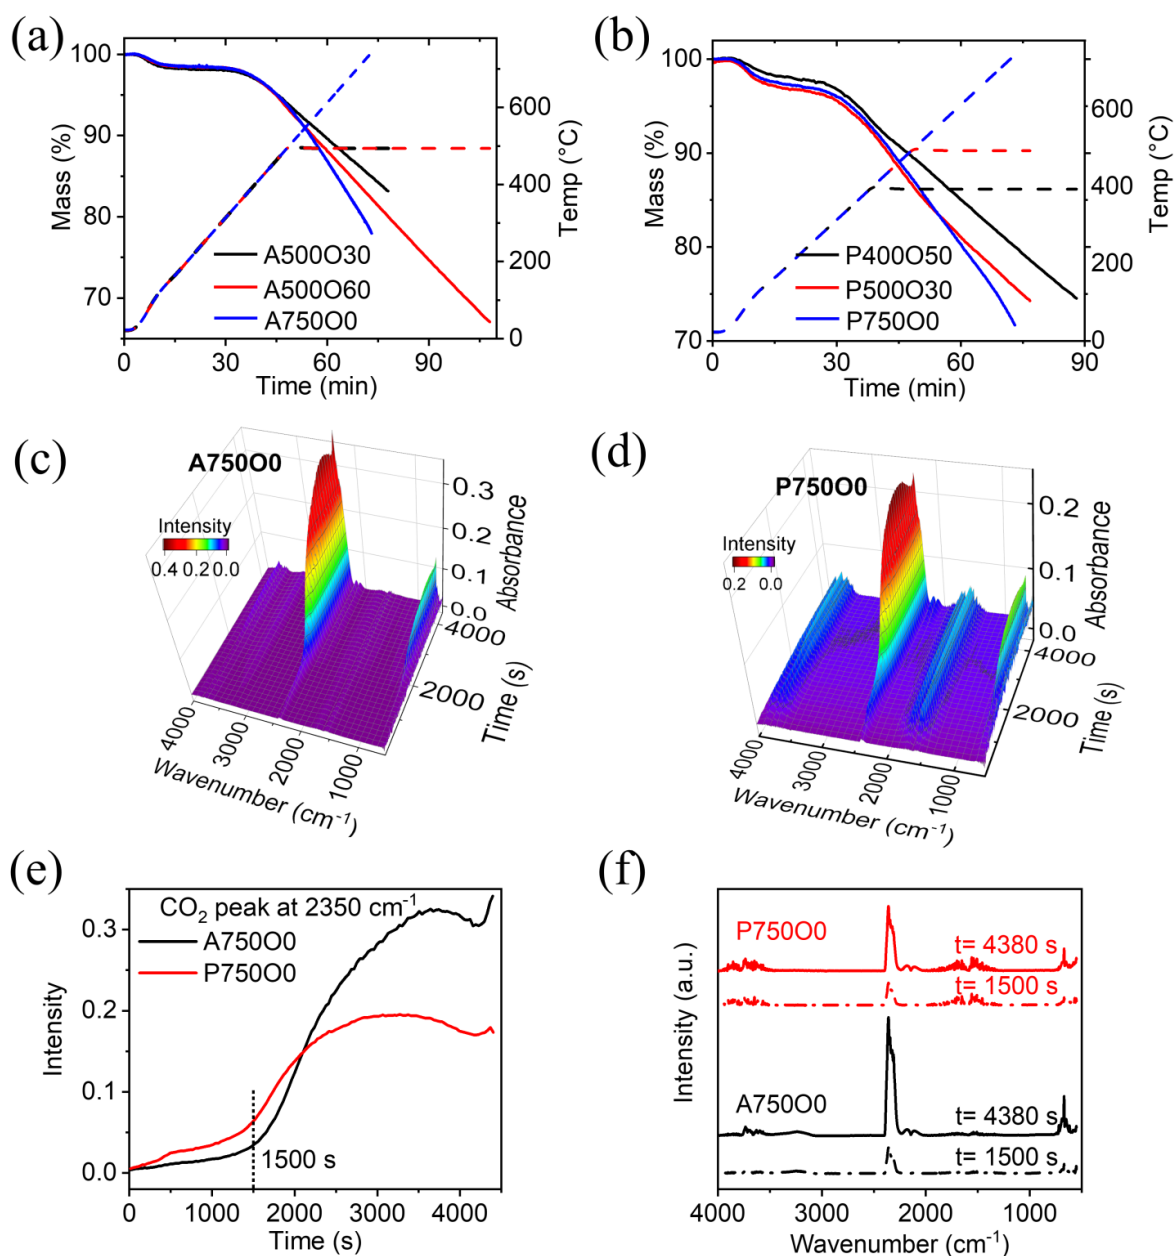 (a)
100
90
80
70
Mass (%)
0
30
60
90
Time (min)
600
400
200
0
Temp (°C)
A500O30
A500O60
A750O0
(b)
100
90
80
70
Mass (%)
0
30
60
90
Time (min)
600
400
200
0
Temp (°C)
P400O50
P500O30
P750O0
(c)
A750O0
Intensity
0.4 0.2 0.0
0.3
0.2
0.1
0.0
Absorbance
4000
2000
Time (s)
4000
3000
2000
1000
Wavenumber (cm⁻¹)
(d)
P750O0
Intensity
0.2 0.0
0.2
0.1
0.0
Absorbance
4000
2000
Time (s)
4000
3000
2000
1000
Wavenumber (cm⁻¹)
(e)
CO₂ peak at 2350 cm⁻¹
A750O0
P750O0
0.3
0.2
0.1
0.0
Intensity
1500 s
0
1000
2000
3000
4000
Time (s)
(f)
P750O0
t= 4380 s
t= 1500 s
A750O0
t= 4380 s
t= 1500 s
Intensity (a.u.)
4000
3000
2000
1000
Wavenumber (cm⁻¹)